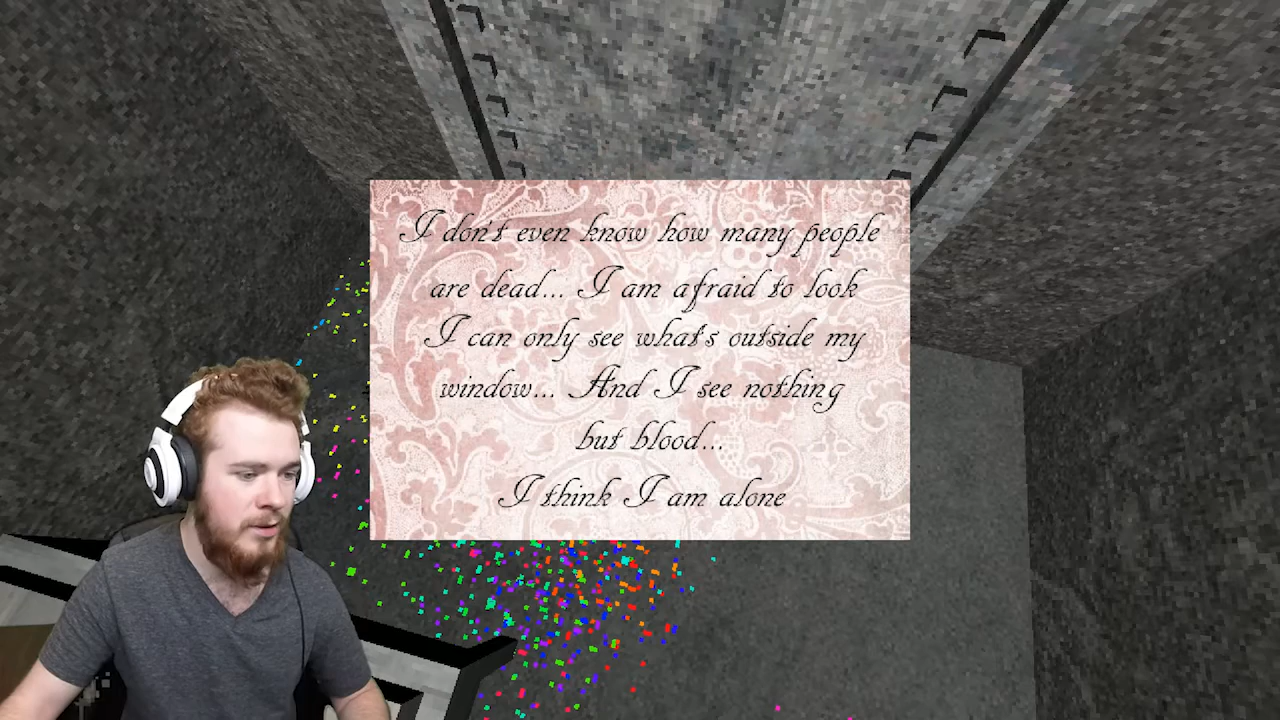 I don't even know how many people
are dead... I am afraid to look
I can only see what's outside my
window... And I see nothing
but blood...
I think I am alone